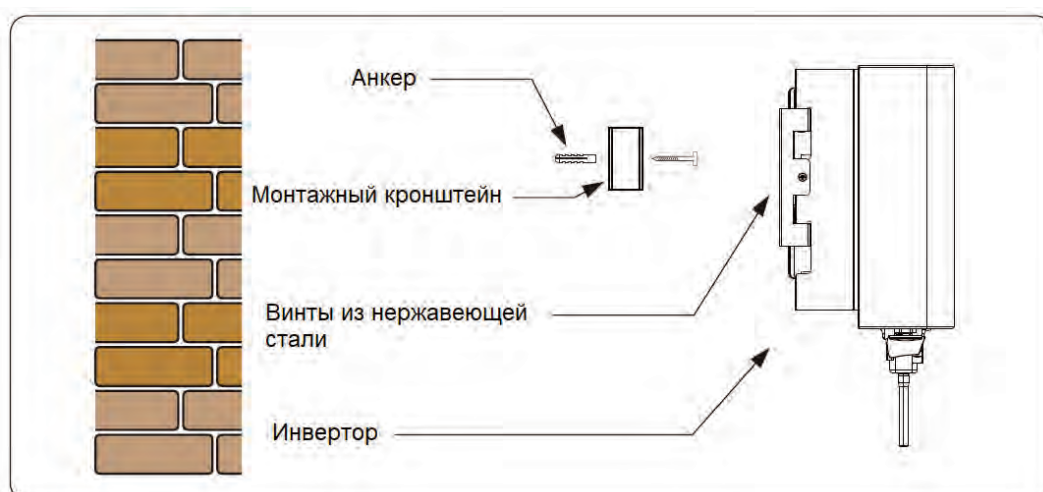 Анкер
Монтажный кронштейн
Винты из нержавеющей
стали
Инвертор